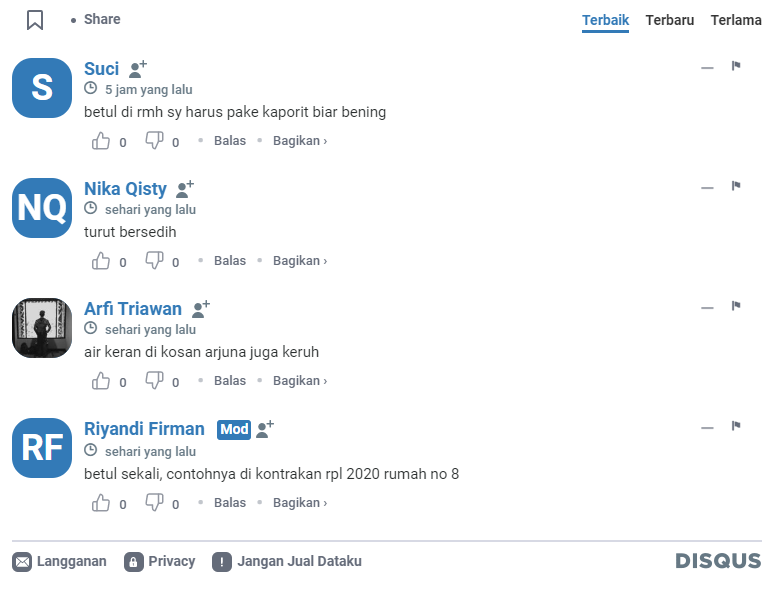 Share Terbaik Terbaru Terlama
S Suci
5 jam yang lalu
betul di rmh sy harus pake kaporit biar bening
0 0 • Balas • Bagikan ›
NQ Nika Qisty
sehari yang lalu
turut bersedih
0 0 • Balas • Bagikan ›
Arfi Triawan
sehari yang lalu
air keran di kosan arjuna juga keruh
0 0 • Balas • Bagikan ›
RF Riyandi Firman Mod
sehari yang lalu
betul sekali, contohnya di kontrakan rpl 2020 rumah no 8
0 0 • Balas • Bagikan ›
Langganan Privacy ! Jangan Jual Dataku DISQUS